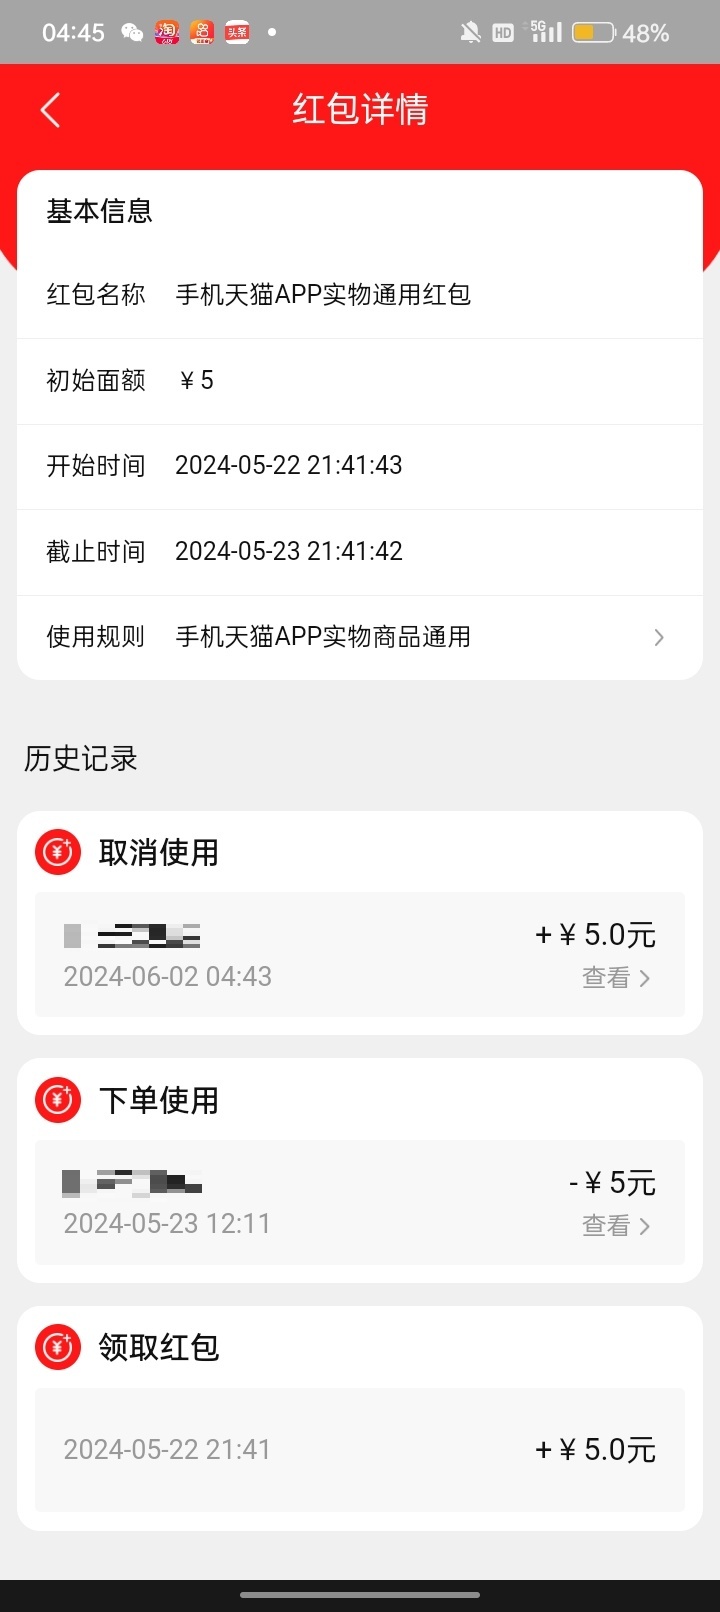 04:45 淘 头条 HD 5G 48%
红包详情
基本信息
红包名称 手机天猫APP实物通用红包
初始面额 ￥5
开始时间 2024-05-22 21:41:43
截止时间 2024-05-23 21:41:42
使用规则 手机天猫APP实物商品通用
历史记录
取消使用
+￥5.0元
2024-06-02 04:43 查看
下单使用
-￥5元
2024-05-23 12:11 查看
领取红包
2024-05-22 21:41 +￥5.0元